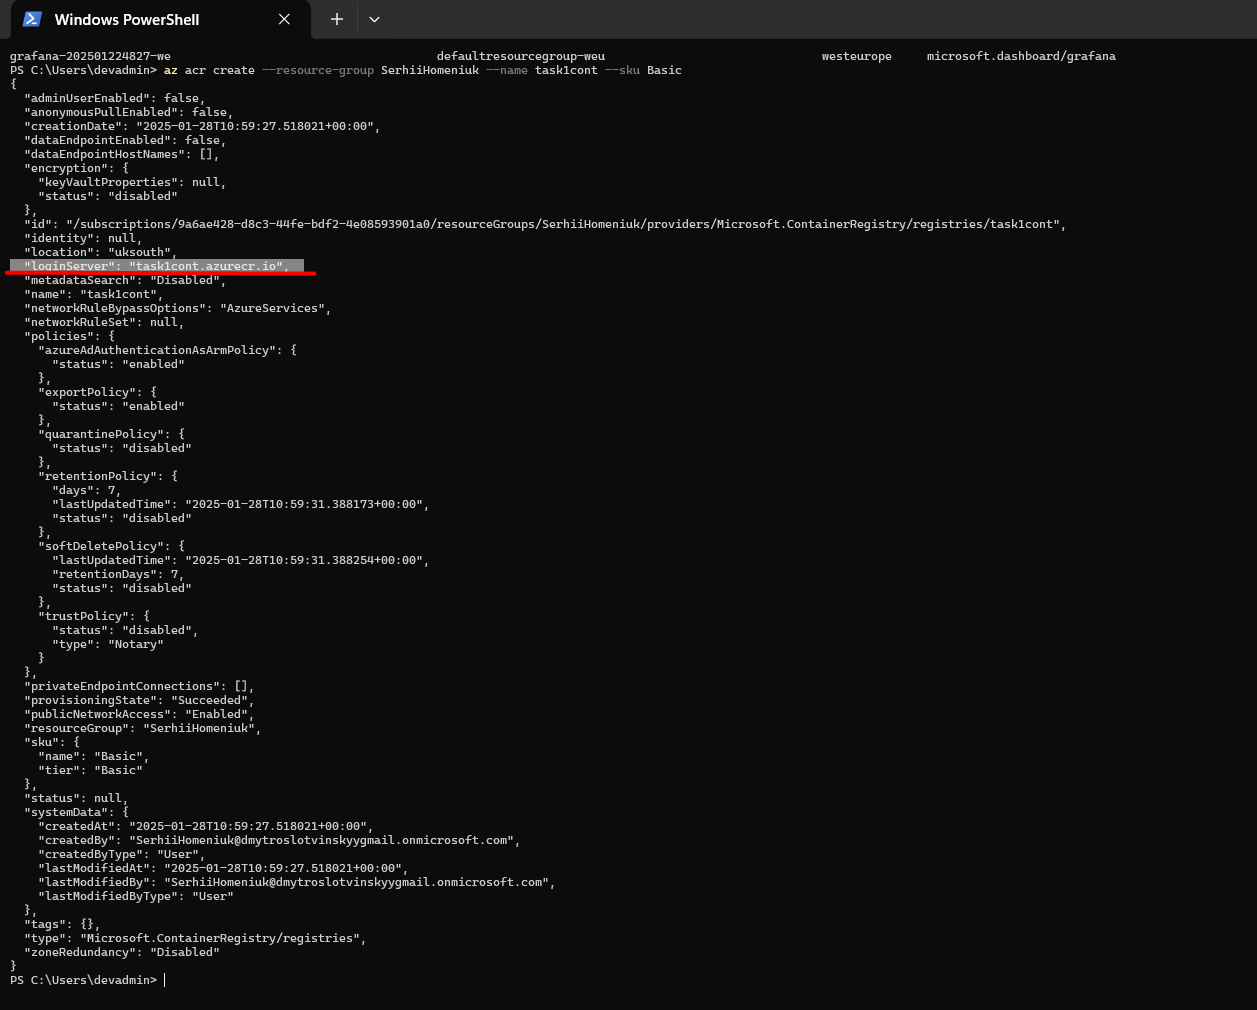 Windows PowerShell
grafana-202501224827-we defaultresourcegroup-weu westeurope microsoft.dashboard/grafana
PS C:\Users\devadmin> az acr create --resource-group SerhiiHomeniuk --name task1cont --sku Basic
{
  "adminUserEnabled": false,
  "anonymousPullEnabled": false,
  "creationDate": "2025-01-28T10:59:27.518021+00:00",
  "dataEndpointEnabled": false,
  "dataEndpointHostNames": [],
  "encryption": {
    "keyVaultProperties": null,
    "status": "disabled"
  },
  "id": "/subscriptions/9a6ae428-d8c3-44fe-bdf2-4e08593901a0/resourceGroups/SerhiiHomeniuk/providers/Microsoft.ContainerRegistry/registries/task1cont",
  "identity": null,
  "location": "uksouth",
  "loginServer": "task1cont.azurecr.io",
  "metadataSearch": "Disabled",
  "name": "task1cont",
  "networkRuleBypassOptions": "AzureServices",
  "networkRuleSet": null,
  "policies": {
    "azureAdAuthenticationAsArmPolicy": {
      "status": "enabled"
    },
    "exportPolicy": {
      "status": "enabled"
    },
    "quarantinePolicy": {
      "status": "disabled"
    },
    "retentionPolicy": {
      "days": 7,
      "lastUpdatedTime": "2025-01-28T10:59:31.388173+00:00",
      "status": "disabled"
    },
    "softDeletePolicy": {
      "lastUpdatedTime": "2025-01-28T10:59:31.388254+00:00",
      "retentionDays": 7,
      "status": "disabled"
    },
    "trustPolicy": {
      "status": "disabled",
      "type": "Notary"
    }
  },
  "privateEndpointConnections": [],
  "provisioningState": "Succeeded",
  "publicNetworkAccess": "Enabled",
  "resourceGroup": "SerhiiHomeniuk",
  "sku": {
    "name": "Basic",
    "tier": "Basic"
  },
  "status": null,
  "systemData": {
    "createdAt": "2025-01-28T10:59:27.518021+00:00",
    "createdBy": "SerhiiHomeniuk@dmytroslotvinskyygmail.onmicrosoft.com",
    "createdByType": "User",
    "lastModifiedAt": "2025-01-28T10:59:27.518021+00:00",
    "lastModifiedBy": "SerhiiHomeniuk@dmytroslotvinskyygmail.onmicrosoft.com",
    "lastModifiedByType": "User"
  },
  "tags": {},
  "type": "Microsoft.ContainerRegistry/registries",
  "zoneRedundancy": "Disabled"
}
PS C:\Users\devadmin>